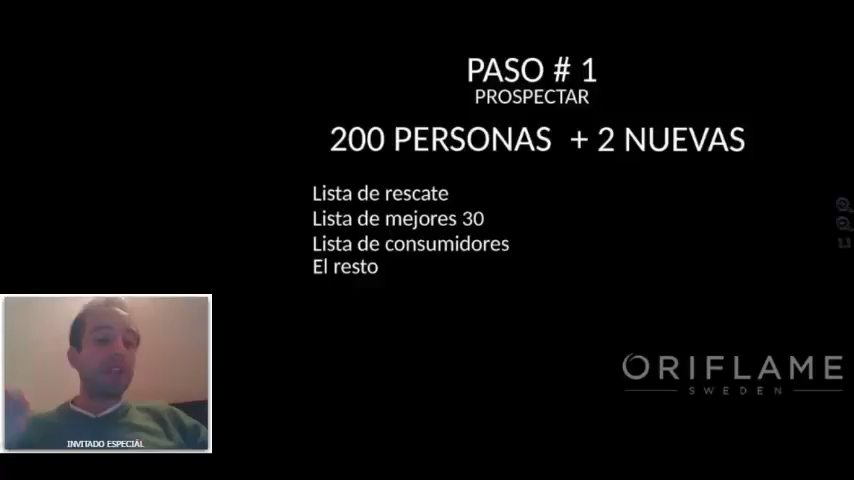 PASO # 1
PROSPECTAR
200 PERSONAS + 2 NUEVAS
Lista de rescate
Lista de mejores 30
Lista de consumidores
El resto
ORIFLAME
SWEDEN
INVITADO ESPECIÁL